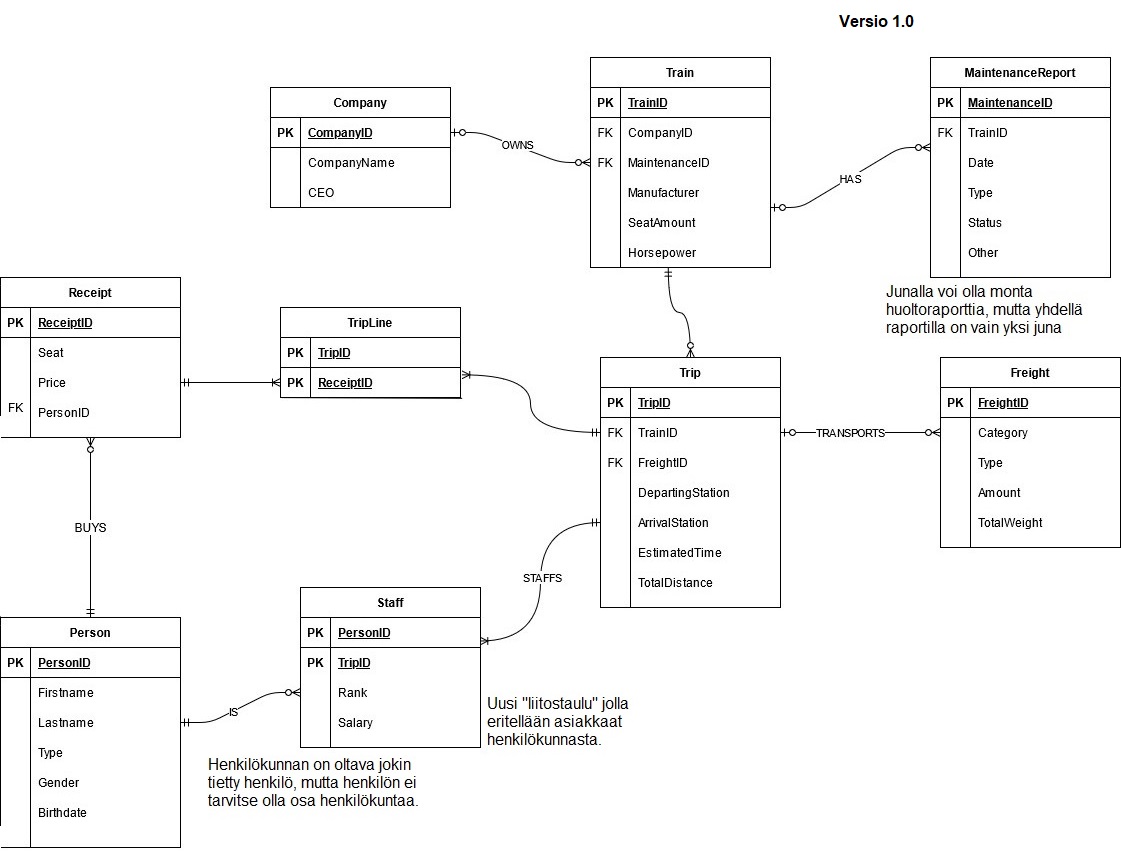 Versio 1.0
Company
PK CompanyID
CompanyName
CEO
OWNS
Train
PK TrainID
FK CompanyID
FK MaintenanceID
Manufacturer
SeatAmount
Horsepower
HAS
MaintenanceReport
PK MaintenanceID
FK TrainID
Date
Type
Status
Other
Junalla voi olla monta
huoltoraporttia, mutta yhdellä
raportilla on vain yksi juna
Receipt
PK ReceiptID
Seat
Price
FK PersonID
TripLine
PK TripID
PK ReceiptID
Trip
PK TripID
FK TrainID
FK FreightID
DepartingStation
ArrivalStation
EstimatedTime
TotalDistance
TRANSPORTS
Freight
PK FreightID
Category
Type
Amount
TotalWeight
BUYS
STAFFS
Person
PK PersonID
Firstname
Lastname
Type
Gender
Birthdate
IS
Staff
PK PersonID
PK TripID
Rank
Salary
Uusi "liitostaulu" jolla
eritellään asiakkaat
henkilökunnasta.
Henkilökunnan on oltava jokin
tietty henkilö, mutta henkilön ei
tarvitse olla osa henkilökuntaa.